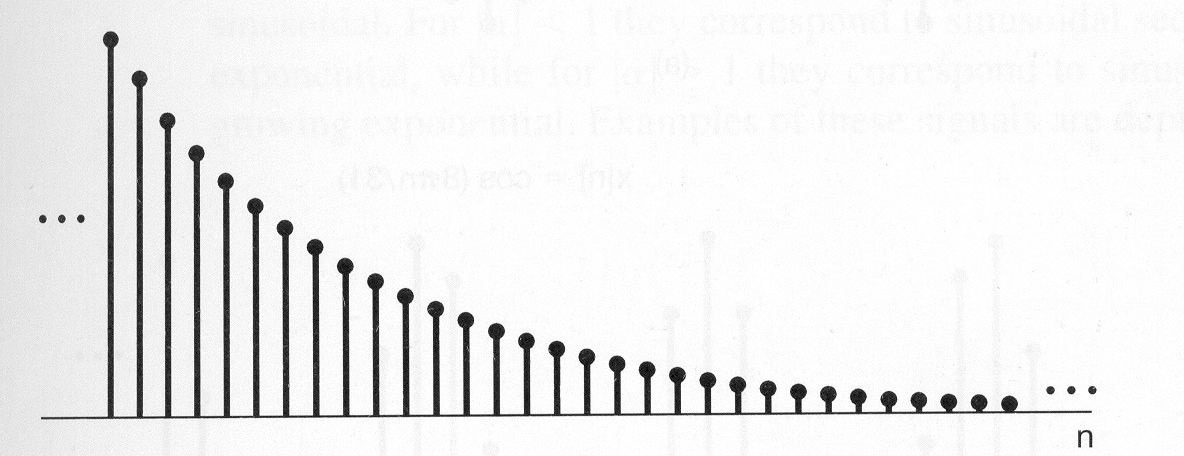 sinusoidal. For |α| < 1 they correspond to sinusoidal sec
exponential, while for |α| > 1 they correspond to sinus
growing exponential. Examples of these signals are dep
x[n] = cos (8πn/31)
n